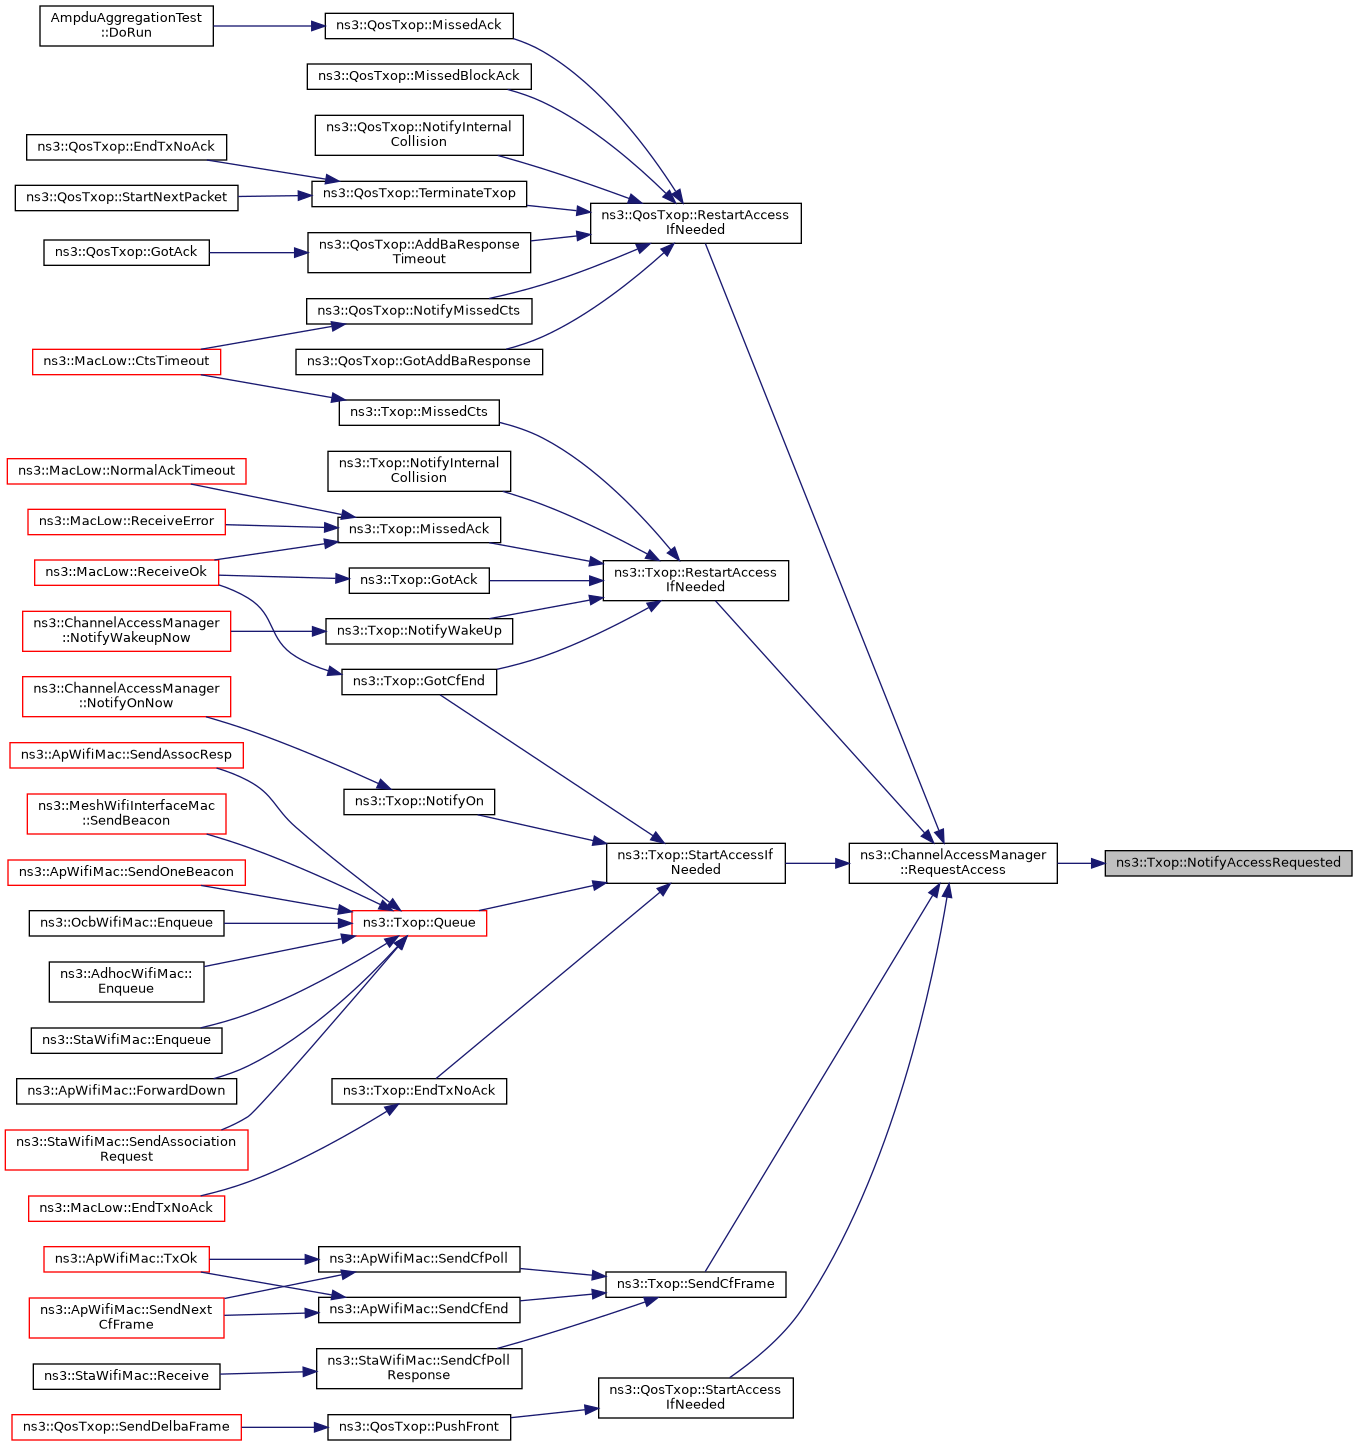 AmpduAggregationTest
::DoRun
ns3::QosTxop::MissedAck
ns3::QosTxop::MissedBlockAck
ns3::QosTxop::NotifyInternal
Collision
ns3::QosTxop::EndTxNoAck
ns3::QosTxop::TerminateTxop
ns3::QosTxop::StartNextPacket
ns3::QosTxop::RestartAccess
IfNeeded
ns3::QosTxop::GotAck
ns3::QosTxop::AddBaResponse
Timeout
ns3::QosTxop::NotifyMissedCts
ns3::MacLow::CtsTimeout
ns3::QosTxop::GotAddBaResponse
ns3::Txop::MissedCts
ns3::MacLow::NormalAckTimeout
ns3::Txop::NotifyInternal
Collision
ns3::MacLow::ReceiveError
ns3::Txop::MissedAck
ns3::MacLow::ReceiveOk
ns3::Txop::GotAck
ns3::Txop::RestartAccess
IfNeeded
ns3::ChannelAccessManager
::NotifyWakeupNow
ns3::Txop::NotifyWakeUp
ns3::Txop::GotCfEnd
ns3::ChannelAccessManager
::NotifyOnNow
ns3::ApWifiMac::SendAssocResp
ns3::Txop::NotifyOn
ns3::MeshWifiInterfaceMac
::SendBeacon
ns3::ApWifiMac::SendOneBeacon
ns3::Txop::StartAccessIf
Needed
ns3::ChannelAccessManager
::RequestAccess
ns3::Txop::NotifyAccessRequested
ns3::OcbWifiMac::Enqueue
ns3::Txop::Queue
ns3::AdhocWifiMac::
Enqueue
ns3::StaWifiMac::Enqueue
ns3::ApWifiMac::ForwardDown
ns3::Txop::EndTxNoAck
ns3::StaWifiMac::SendAssociation
Request
ns3::MacLow::EndTxNoAck
ns3::ApWifiMac::TxOk
ns3::ApWifiMac::SendCfPoll
ns3::Txop::SendCfFrame
ns3::ApWifiMac::SendNext
CfFrame
ns3::ApWifiMac::SendCfEnd
ns3::StaWifiMac::Receive
ns3::StaWifiMac::SendCfPoll
Response
ns3::QosTxop::StartAccess
IfNeeded
ns3::QosTxop::SendDelbaFrame
ns3::QosTxop::PushFront